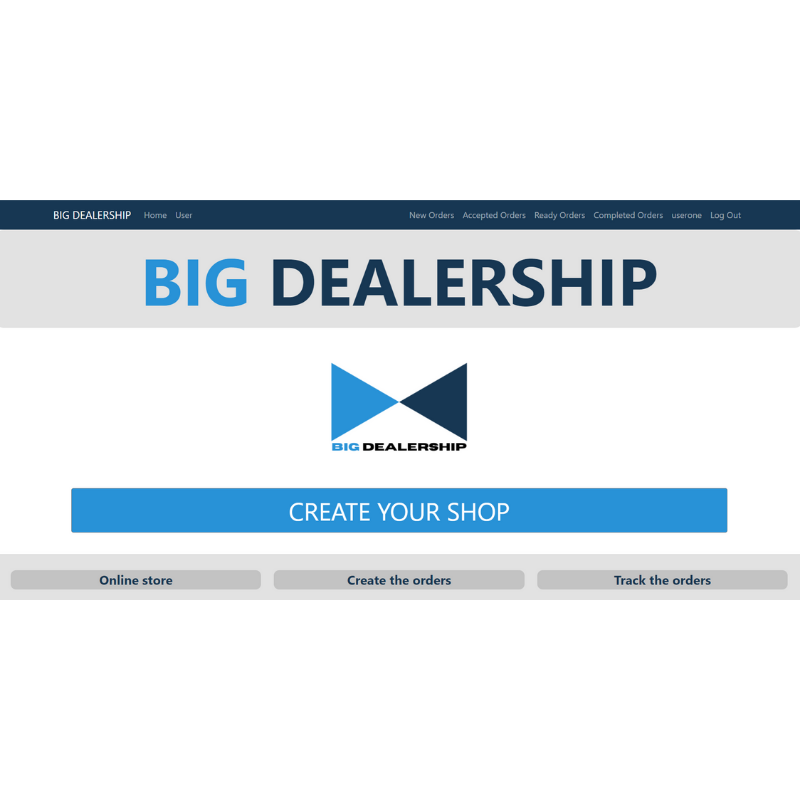 BIG DEALERSHIP Home User New Orders Accepted Orders Ready Orders Completed Orders userone Log Out
BIG DEALERSHIP
BIG DEALERSHIP
CREATE YOUR SHOP
Online store Create the orders Track the orders